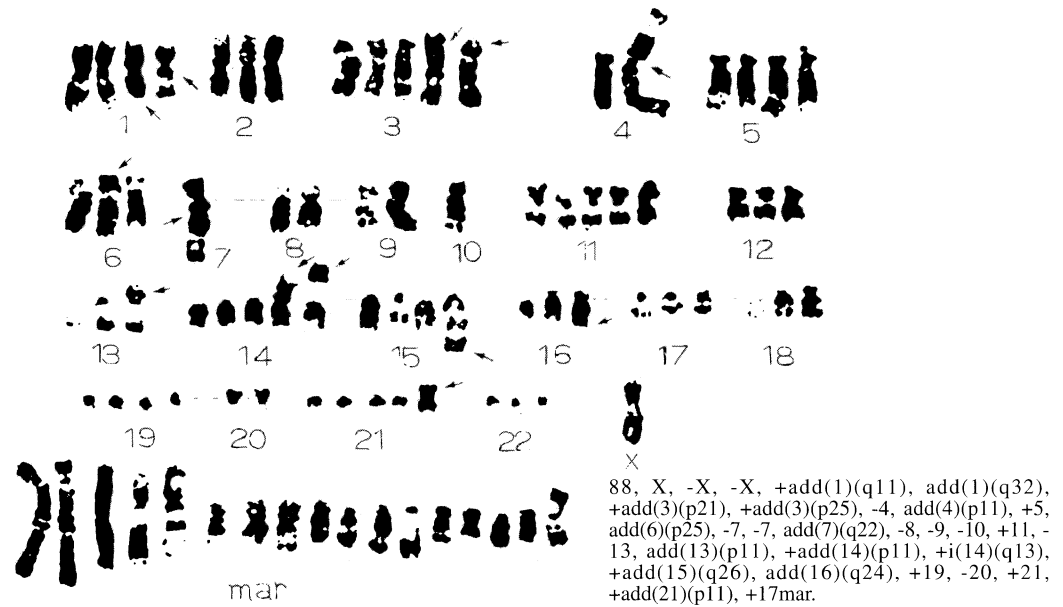 1 2 3 4 5
6 7 8 9 10 11 12
13 14 15 16 17 18
19 20 21 22 X
mar
88, X, -X, -X, +add(1)(q11), add(1)(q32),
+add(3)(p21), +add(3)(p25), -4, add(4)(p11), +5,
add(6)(p25), -7, -7, add(7)(q22), -8, -9, -10, +11, -
13, add(13)(p11), +add(14)(p11), +i(14)(q13),
+add(15)(q26), add(16)(q24), +19, -20, +21,
+add(21)(p11), +17mar.